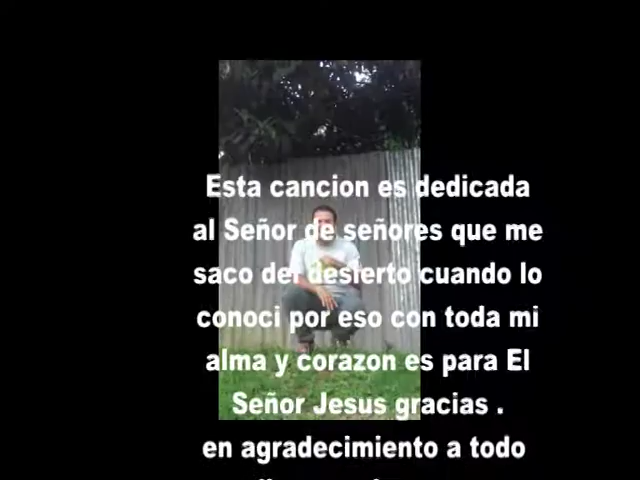 Esta cancion es dedicada
al Señor de señores que me
saco del desierto cuando lo
conoci por eso con toda mi
alma y corazon es para El
Señor Jesus gracias .
en agradecimiento a todo